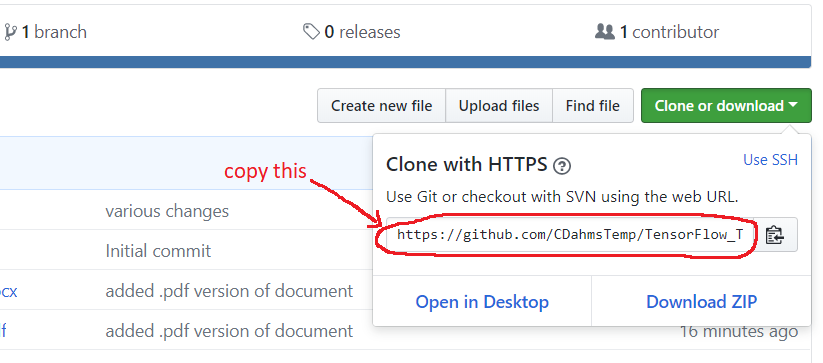 1 branch
0 releases
1 contributor
Create new file
Upload files
Find file
Clone or download
copy this
Clone with HTTPS
Use SSH
Use Git or checkout with SVN using the web URL.
https://github.com/CDahmsTemp/TensorFlow_T
Open in Desktop
Download ZIP
various changes
Initial commit
cx
added .pdf version of document
f
added .pdf version of document
16 minutes ago